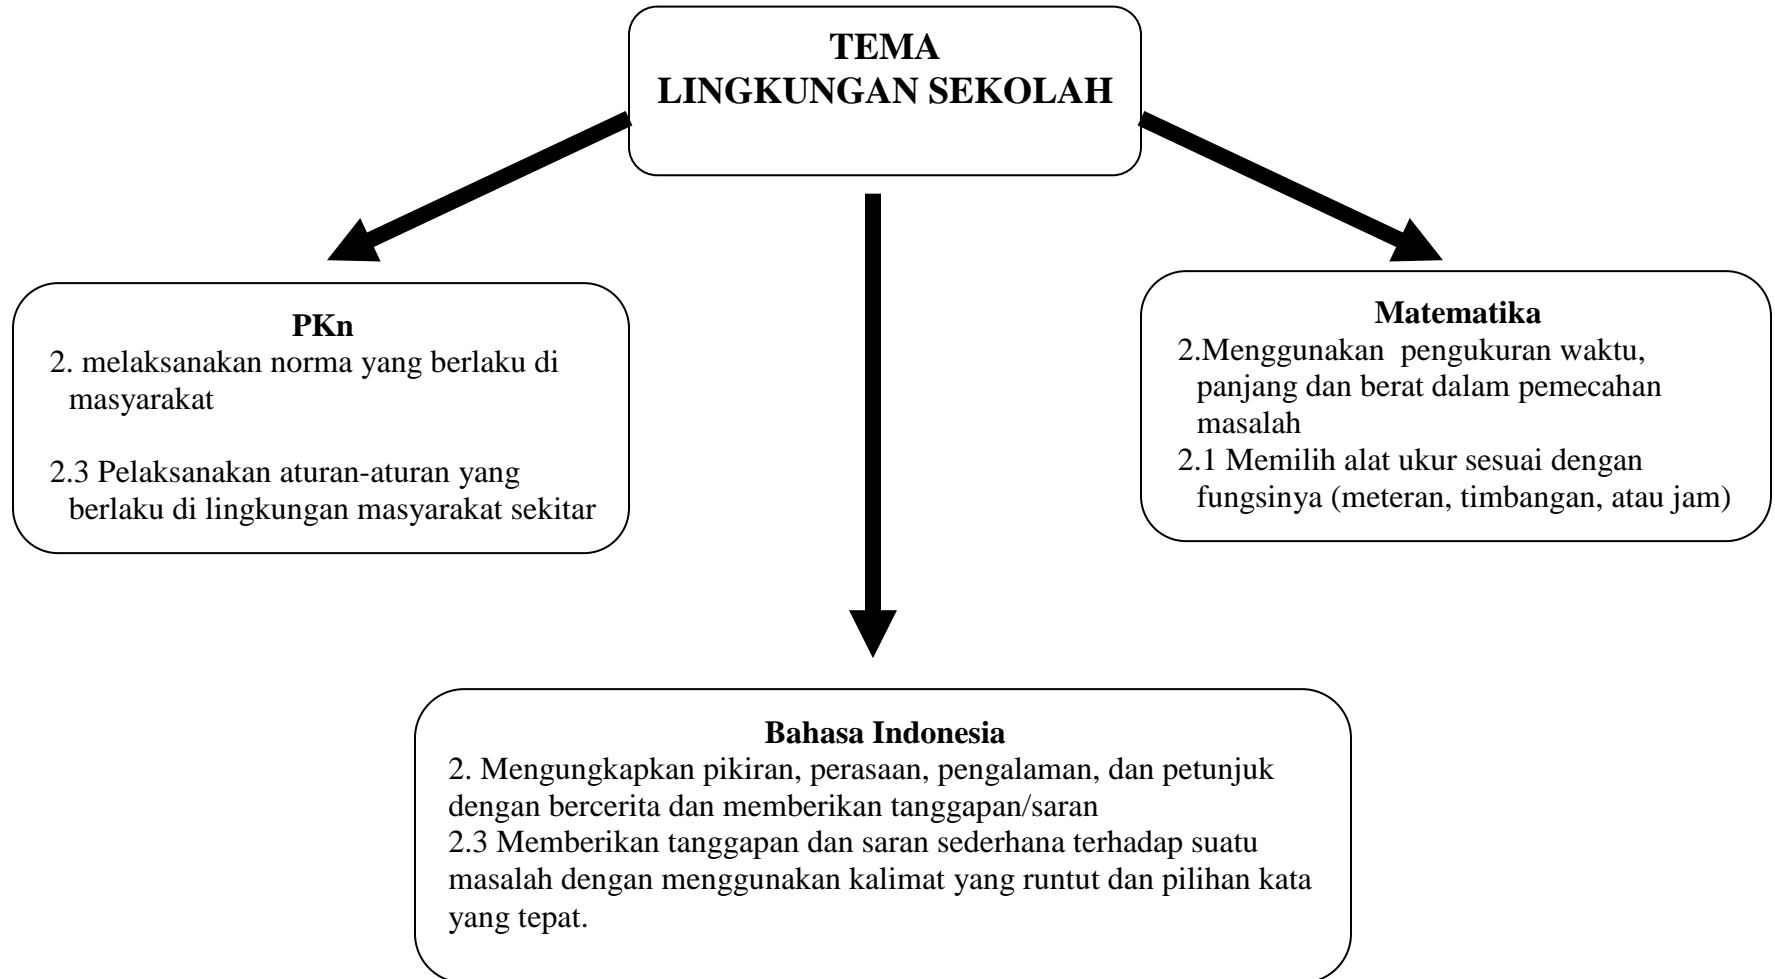 TEMA
LINGKUNGAN SEKOLAH
PKn
2. melaksanakan norma yang berlaku di
masyarakat
2.3 Pelaksanakan aturan-aturan yang
berlaku di lingkungan masyarakat sekitar
Matematika
2.Menggunakan  pengukuran waktu,
panjang dan berat dalam pemecahan
masalah
2.1 Memilih alat ukur sesuai dengan
fungsinya (meteran, timbangan, atau jam)
Bahasa Indonesia
2. Mengungkapkan pikiran, perasaan, pengalaman, dan petunjuk
dengan bercerita dan memberikan tanggapan/saran
2.3 Memberikan tanggapan dan saran sederhana terhadap suatu
masalah dengan menggunakan kalimat yang runtut dan pilihan kata
yang tepat.